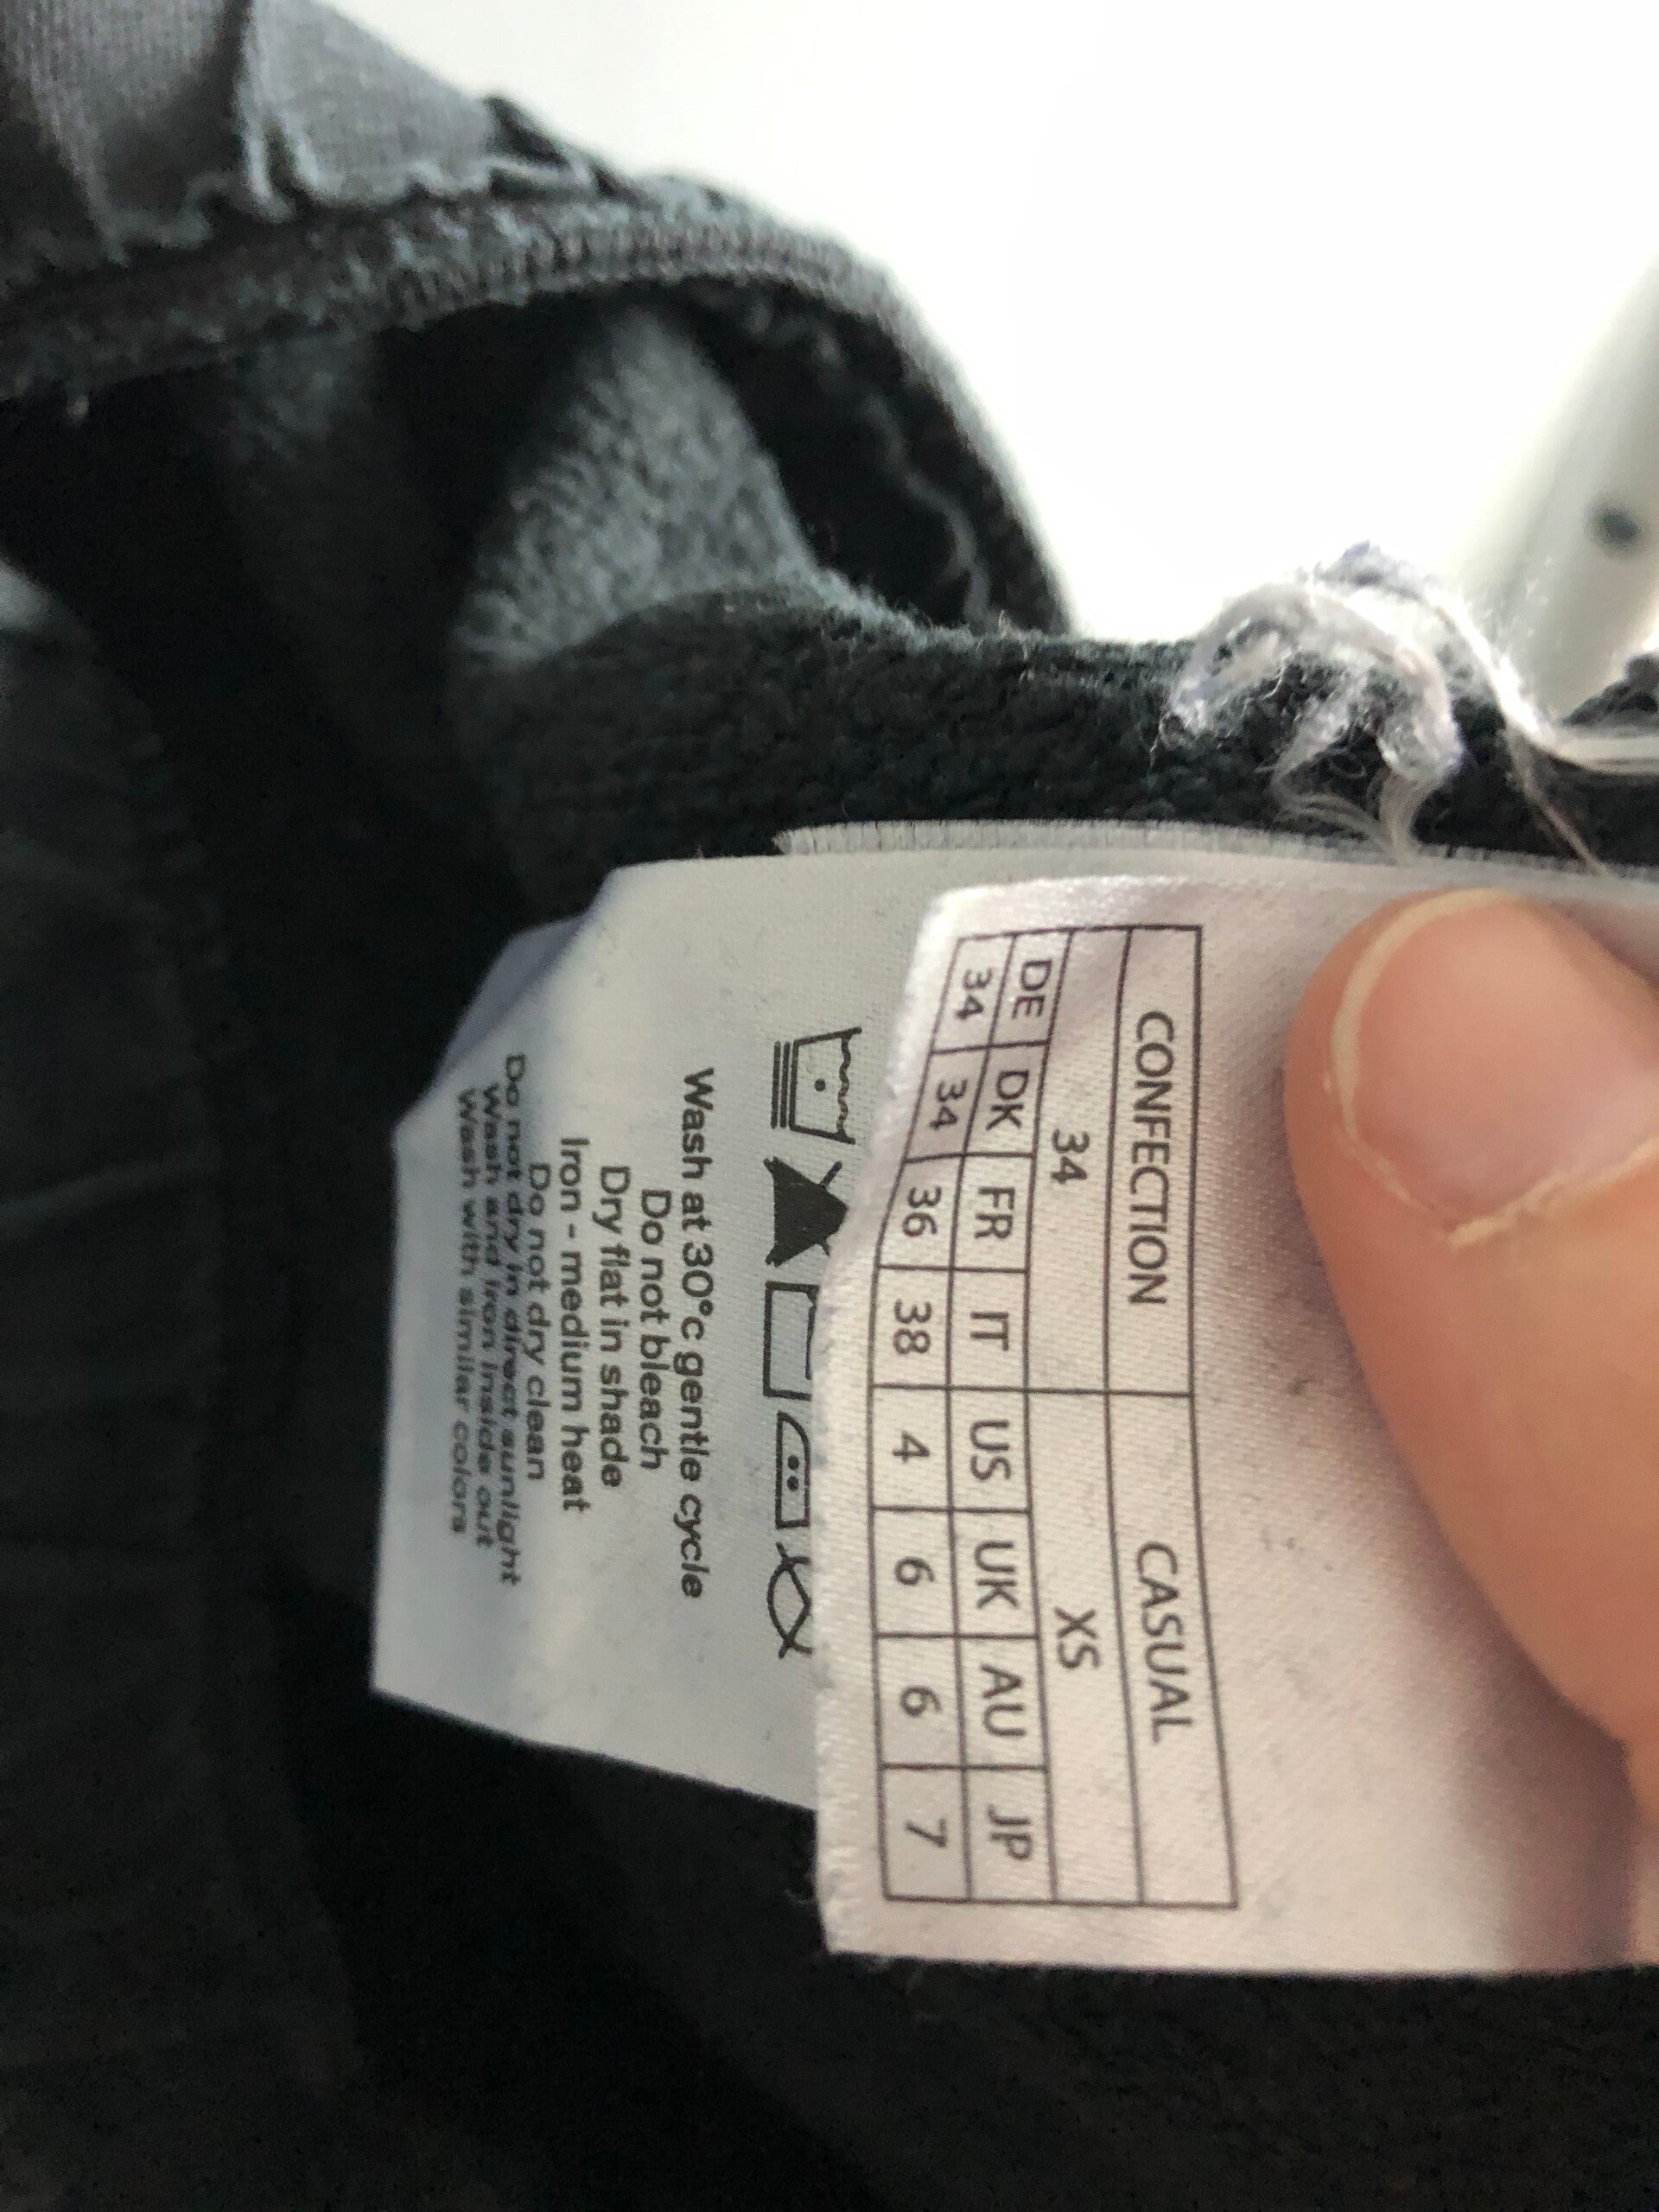 CONFECTION CASUAL
34 XS
DE DK FR IT US UK AU JP
34 34 36 38 4 6 6 7
Wash at 30°c gentle cycle
Do not bleach
Dry flat in shade
Iron - medium heat
Do not dry clean
Do not dry in direct sunlight
Wash and iron inside out
Wash with similar colors